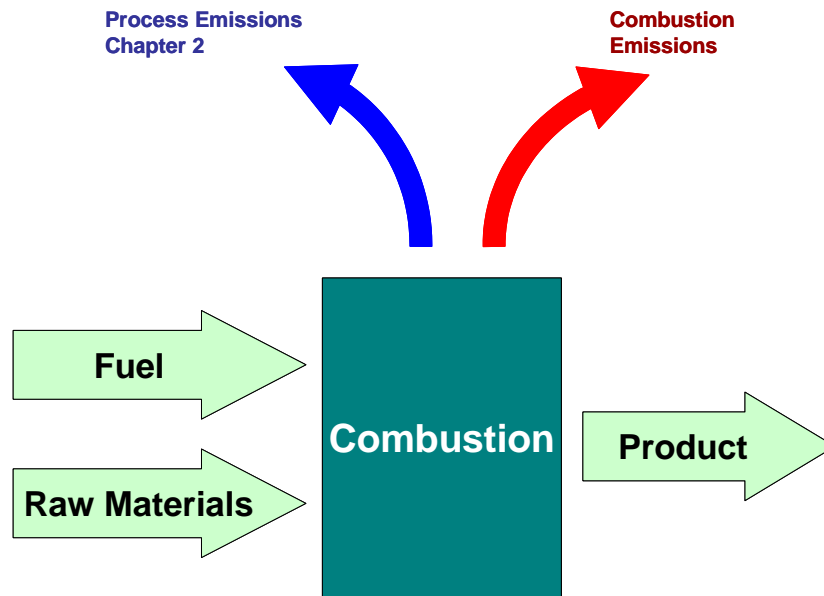 Process Emissions
Chapter 2
Combustion
Emissions
Fuel
Combustion
Raw Materials
Product